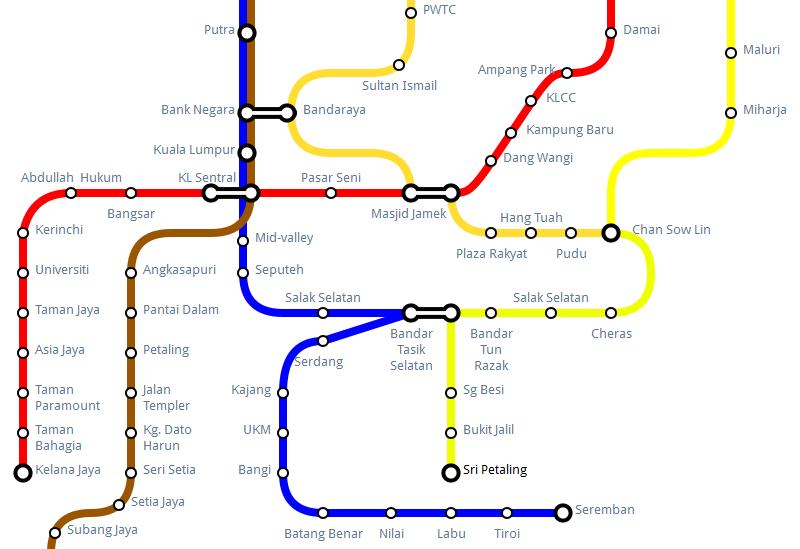 PWTC
Putra
Damai
Maluri
Ampang Park
Sultan Ismail
KLCC
Bank Negara
Bandaraya
Miharja
Kampung Baru
Kuala Lumpur
Dang Wangi
Abdullah Hukum
KL Sentral
Pasar Seni
Bangsar
Masjid Jamek
Hang Tuah
Kerinchi
Mid-valley
Plaza Rakyat
Pudu
Chan Sow Lin
Universiti
Angkasapuri
Seputeh
Salak Selatan
Salak Selatan
Taman Jaya
Pantai Dalam
Bandar
Tasik
Selatan
Bandar
Tun
Razak
Cheras
Asia Jaya
Petaling
Serdang
Taman
Paramount
Jalan
Templer
Kajang
Sg Besi
Taman
Bahagia
Kg. Dato
Harun
UKM
Bukit Jalil
Kelana Jaya
Seri Setia
Bangi
Sri Petaling
Setia Jaya
Seremban
Subang Jaya
Batang Benar
Nilai
Labu
Tiroi